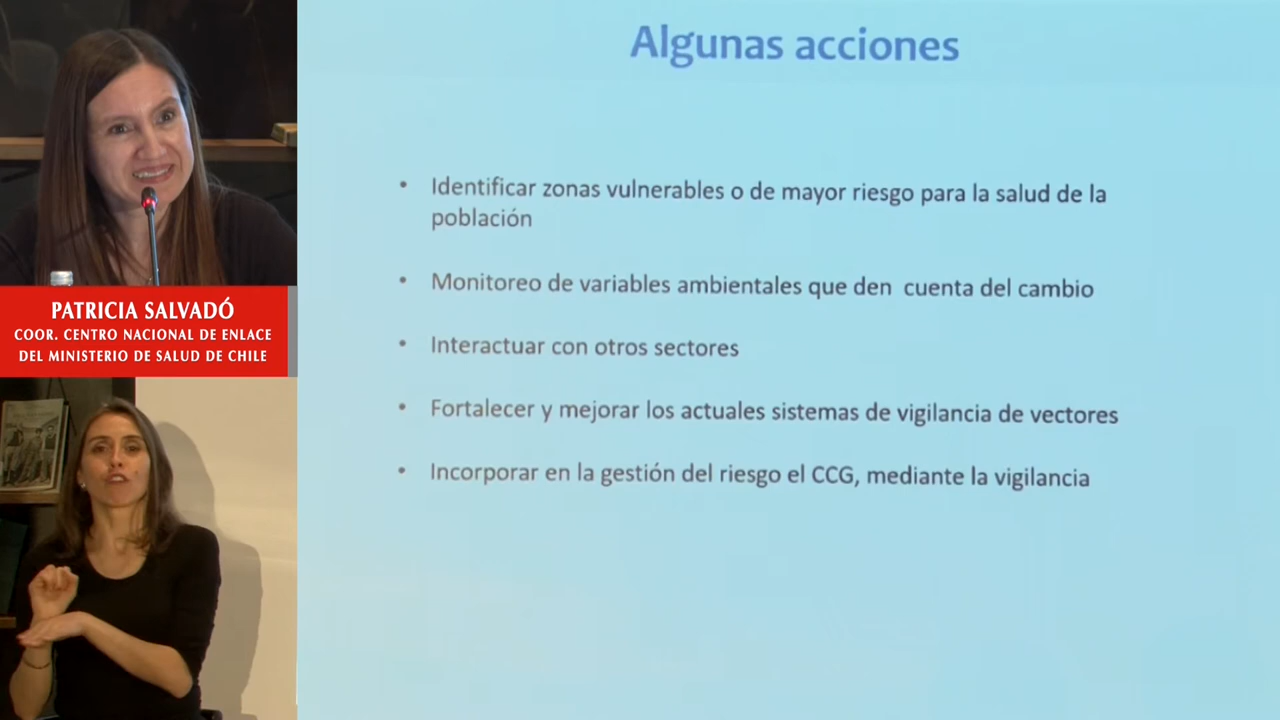 Algunas acciones
• Identificar zonas vulnerables o de mayor riesgo para la salud de la
población
• Monitoreo de variables ambientales que den cuenta del cambio
• Interactuar con otros sectores
• Fortalecer y mejorar los actuales sistemas de vigilancia de vectores
• Incorporar en la gestión del riesgo el CCG, mediante la vigilancia
PATRICIA SALVADÓ
COOR. CENTRO NACIONAL DE ENLACE
DEL MINISTERIO DE SALUD DE CHILE